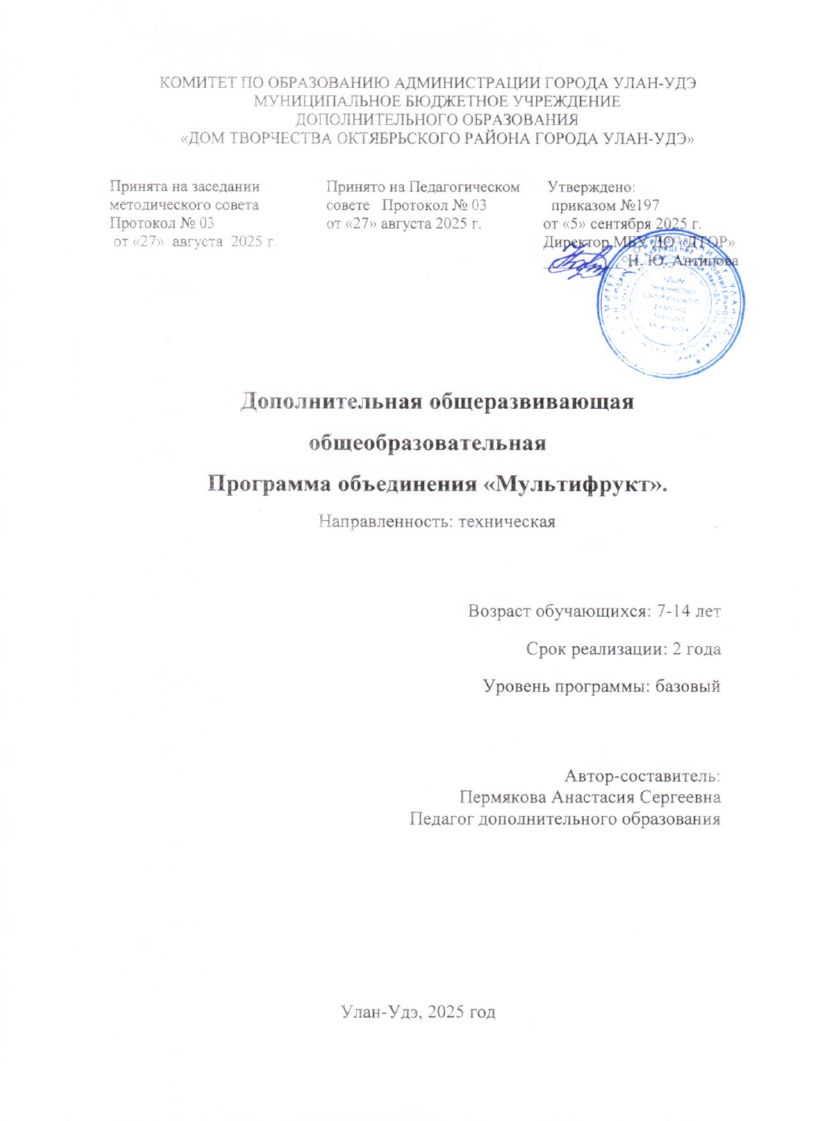 КОМИТЕТ ПО ОБРАЗОВАНИЮ АДМИНИСТРАЦИИ ГОРОДА УЛАН-УДЭ
МУНИЦИПАЛЬНОЕ БЮДЖЕТНОЕ УЧРЕЖДЕНИЕ
ДОПОЛНИТЕЛЬНОГО ОБРАЗОВАНИЯ
«ДОМ ТВОРЧЕСТВА ОКТЯБРЬСКОГО РАЙОНА ГОРОДА УЛАН-УДЭ»
Принята на заседании
методического совета
Протокол № 03
от «27» августа 2025 г.
Принято на Педагогическом
совете Протокол № 03
от «27» августа 2025 г.
Утверждено:
приказом №197
от «5» сентября 2025 г.
Директор МБУ ДО «ДТОР»
Н. Ю. Антипова
Дополнительная общеразвивающая
общеобразовательная
Программа объединения «Мультифрукт».
Направленность: техническая
Возраст обучающихся: 7-14 лет
Срок реализации: 2 года
Уровень программы: базовый
Автор-составитель:
Пермякова Анастасия Сергеевна
Педагог дополнительного образования
Улан-Удэ, 2025 год